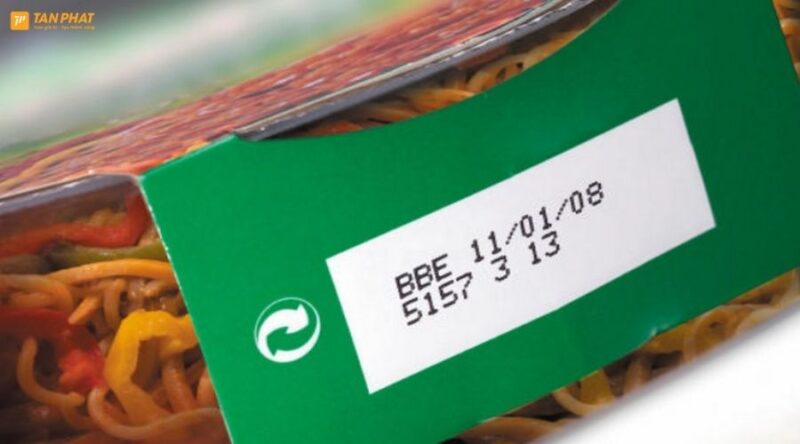 TAN PHAT
BBE 11/01/08
5157 3 13